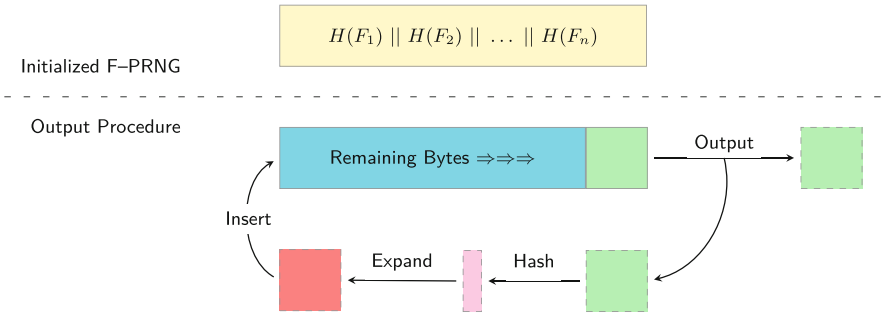 H(F₁) || H(F₂) || … || H(Fₙ)
Initialized F–PRNG
Output Procedure
Remaining Bytes ⇒⇒⇒
Output
Insert
Expand
Hash